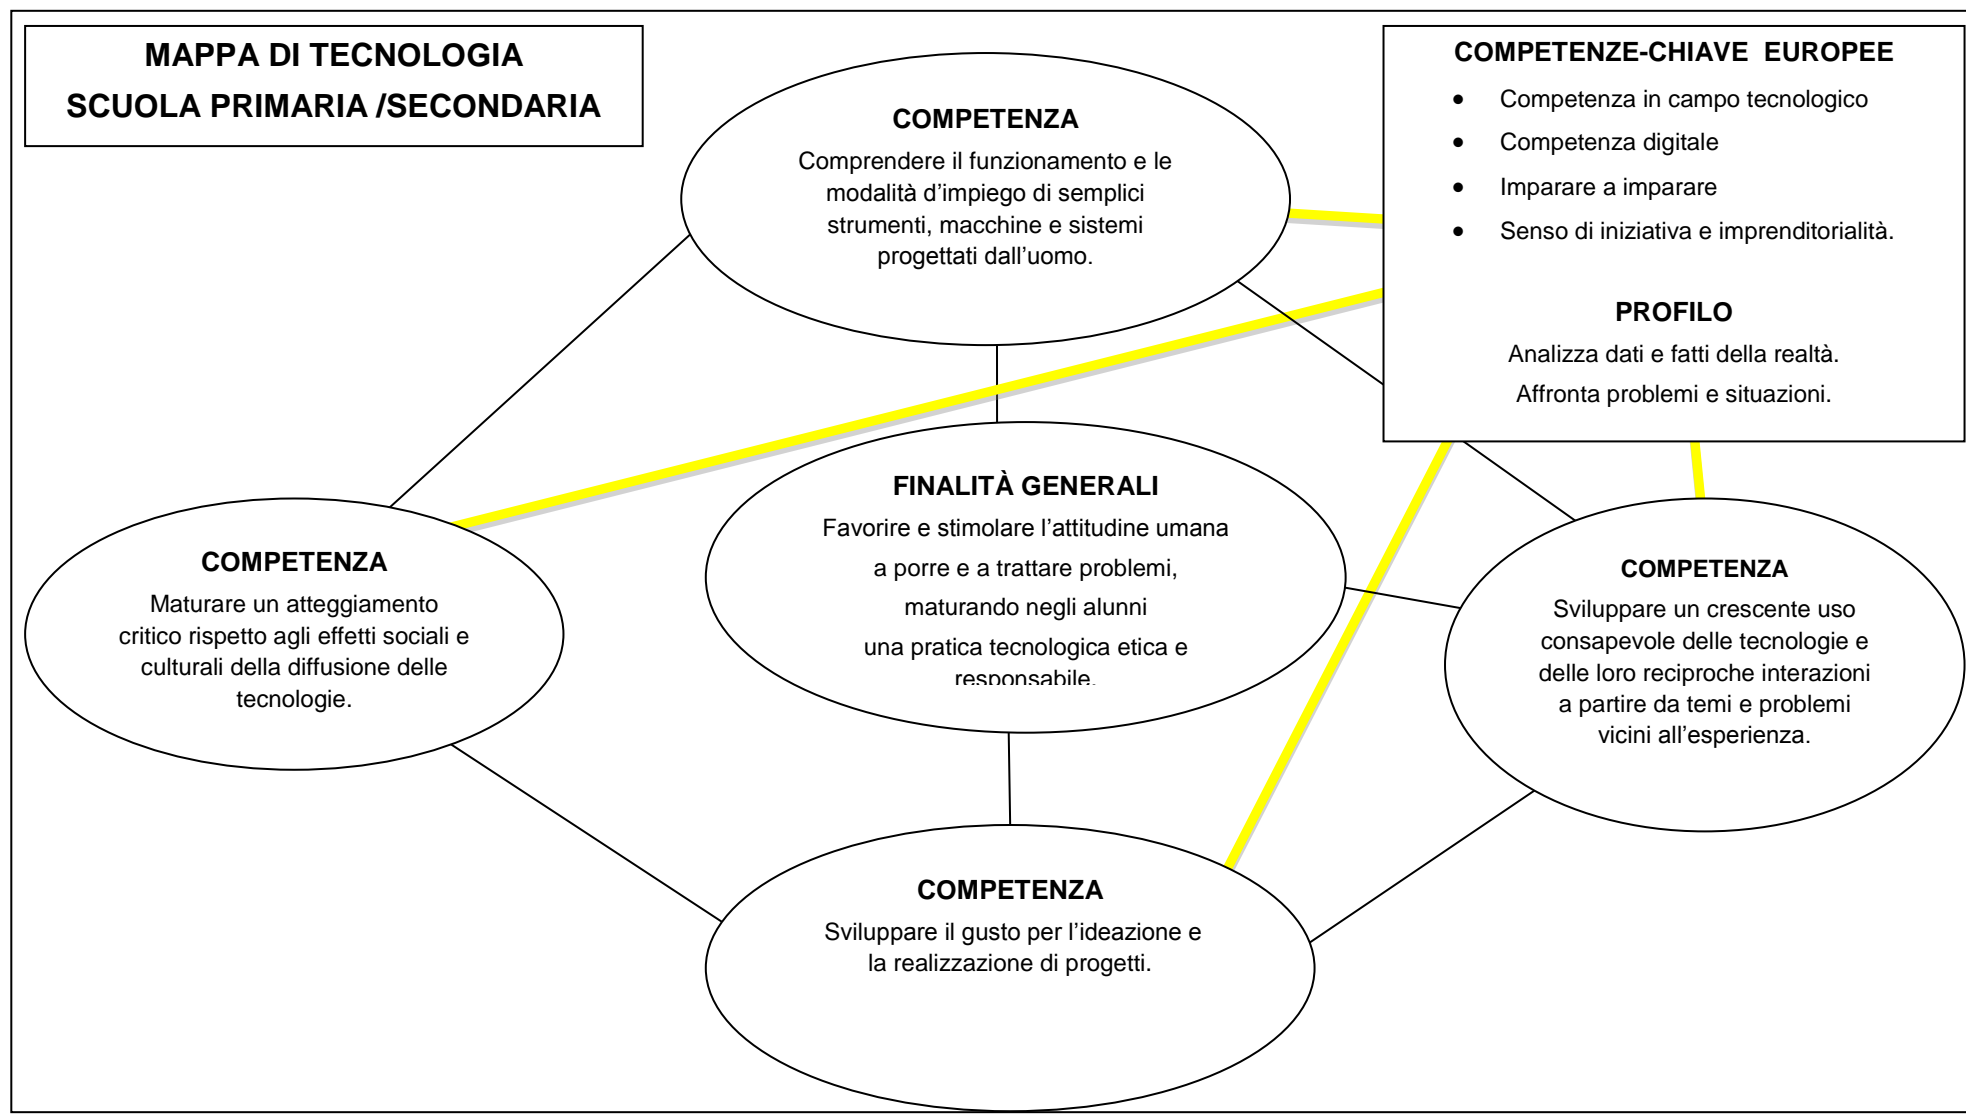 MAPPA DI TECNOLOGIA
SCUOLA PRIMARIA /SECONDARIA
COMPETENZE-CHIAVE EUROPEE
• Competenza in campo tecnologico
• Competenza digitale
• Imparare a imparare
• Senso di iniziativa e imprenditorialità.
PROFILO
Analizza dati e fatti della realtà.
Affronta problemi e situazioni.
COMPETENZA
Comprendere il funzionamento e le
modalità d’impiego di semplici
strumenti, macchine e sistemi
progettati dall’uomo.
FINALITÀ GENERALI
Favorire e stimolare l’attitudine umana
a porre e a trattare problemi,
maturando negli alunni
una pratica tecnologica etica e
responsabile.
COMPETENZA
Maturare un atteggiamento
critico rispetto agli effetti sociali e
culturali della diffusione delle
tecnologie.
COMPETENZA
Sviluppare un crescente uso
consapevole delle tecnologie e
delle loro reciproche interazioni
a partire da temi e problemi
vicini all’esperienza.
COMPETENZA
Sviluppare il gusto per l’ideazione e
la realizzazione di progetti.